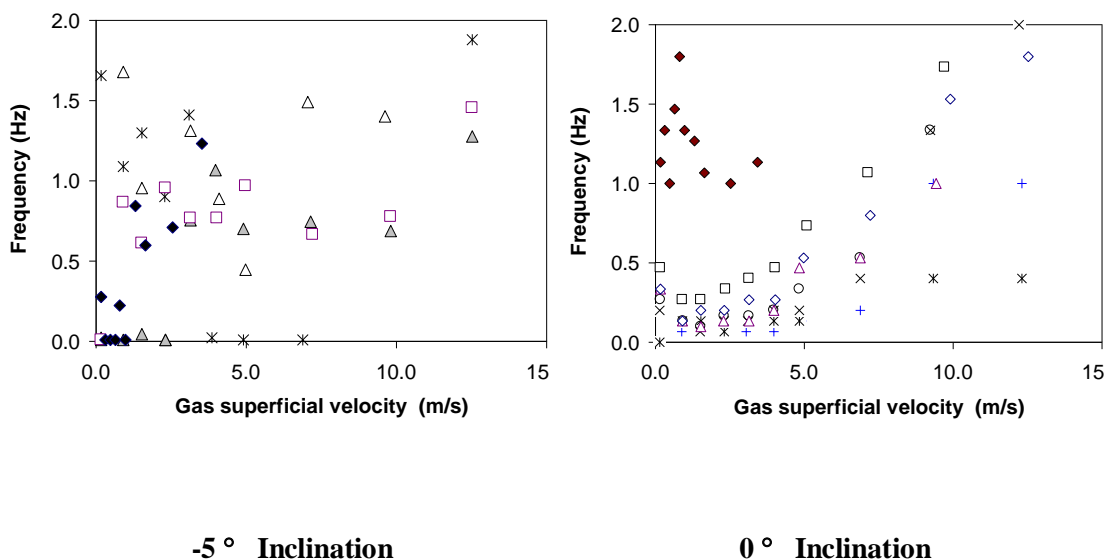 2.0
1.5
1.0
0.5
0.0
Frequency (Hz)
0.0 5.0 10.0 15
Gas superficial velocity (m/s)
2.0
1.5
1.0
0.5
0.0
Frequency (Hz)
0.0 5.0 10.0 15
Gas superficial velocity (m/s)
-5 ° Inclination
0 ° Inclination